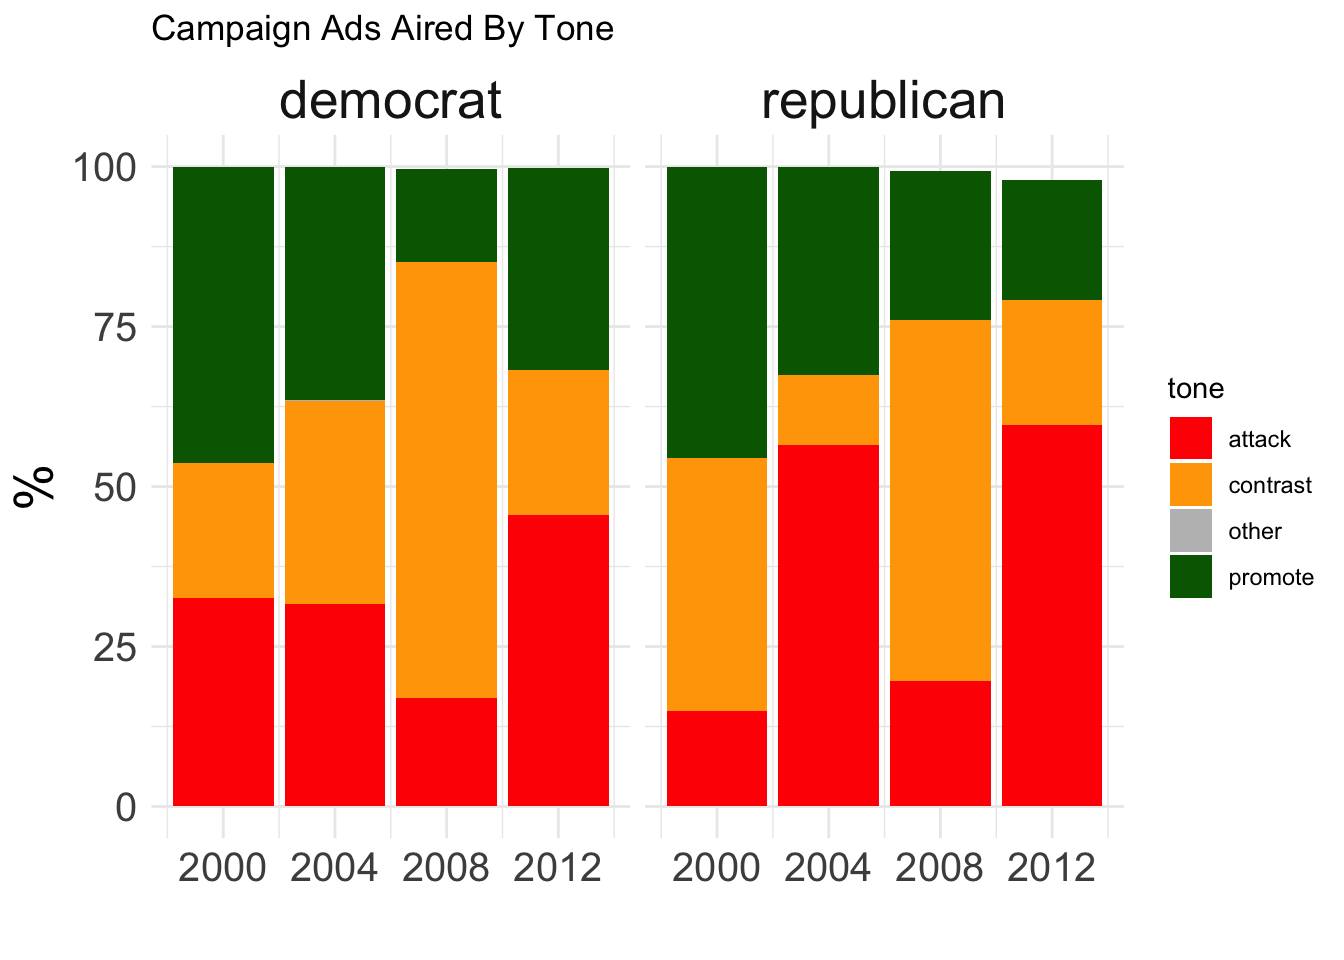 Campaign Ads Aired By Tone
democrat
republican
%
100
75
50
25
0
2000 2004 2008 2012
2000 2004 2008 2012
tone
attack
contrast
other
promote